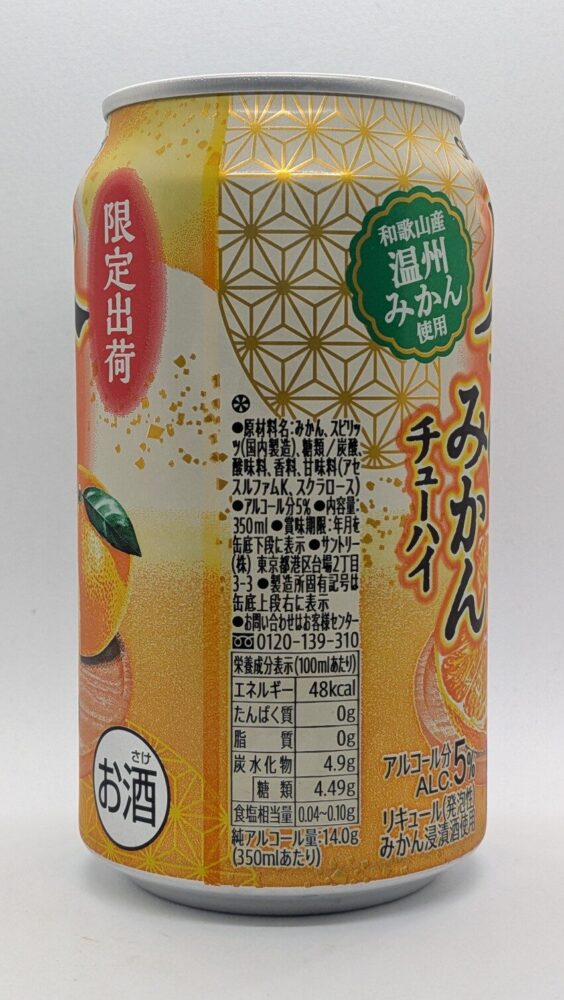 限定出荷
和歌山産
温州
みかん
使用
みかん
チューハイ
●原材料名:みかん、スピリッ
ツ(国内製造)、糖類/炭酸、
酸味料、香料、甘味料(アセ
スルファムK、スクラロース)
●アルコール分5% ●内容量:
350ml ●賞味期限:年月を
缶底下段に表示 ●サントリー
(株) 東京都港区台場2丁目
3-3 ●製造所固有記号は
缶底上段右に表示
●お問い合わせはお客様センター
0120-139-310
栄養成分表示(100mlあたり)
エネルギー 48kcal
たんぱく質 0g
脂質 0g
炭水化物 4.9g
糖類 4.49g
食塩相当量 0.04~0.10g
純アルコール量:14.0g
(350mlあたり)
さけ
お酒
アルコール分
ALC. 5%
リキュール(発泡性)
みかん浸漬酒使用